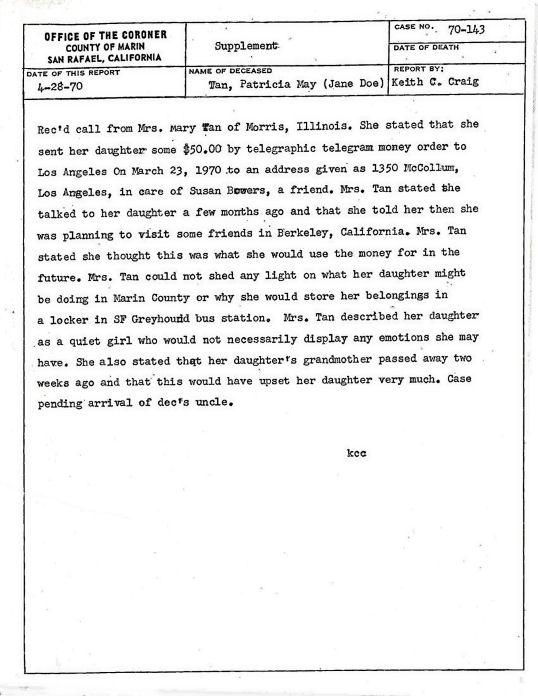 OFFICE OF THE CORONER
COUNTY OF MARIN
SAN RAFAEL, CALIFORNIA
Supplement
CASE NO. 70-143
DATE OF DEATH
DATE OF THIS REPORT
4-28-70
NAME OF DECEASED
Tan, Patricia May (Jane Doe)
REPORT BY:
Keith C. Craig
Rec'd call from Mrs. Mary Tan of Morris, Illinois. She stated that she
sent her daughter some $50.00 by telegraphic telegram money order to
Los Angeles On March 23, 1970 to an address given as 1350 McCollum,
Los Angeles, in care of Susan Bowers, a friend. Mrs. Tan stated she
talked to her daughter a few months ago and that she told her then she
was planning to visit some friends in Berkeley, California. Mrs. Tan
stated she thought this was what she would use the money for in the
future. Mrs. Tan could not shed any light on what her daughter might
be doing in Marin County or why she would store her belongings in
a locker in SF Greyhound bus station. Mrs. Tan described her daughter
as a quiet girl who would not necessarily display any emotions she may
have. She also stated that her daughter's grandmother passed away two
weeks ago and that this would have upset her daughter very much. Case
pending arrival of dec's uncle.
kcc